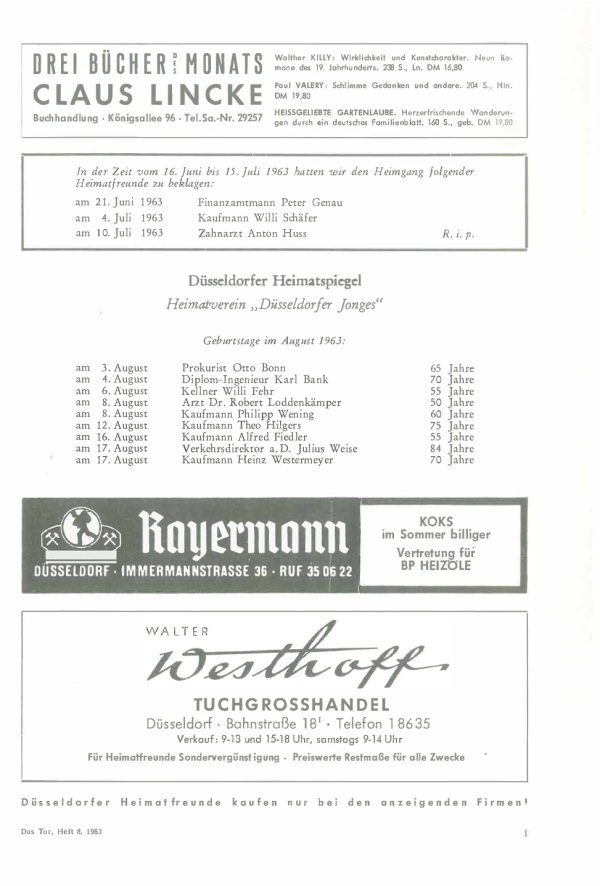 DREI BÜCHER DES MONATS
CLAUS LINCKE
Buchhandlung · Königsallee 96 · Tel.Sa.-Nr. 29257
Walther KILLY: Wirklichkeit und Kunstcharakter. Neun Ro-
mane des 19. Jahrhunderts. 238 S., Ln. DM 16,80
Paul VALERY: Schlimme Gedanken und andere. 204 S., Hln.
DM 19,80
HEISSGELIEBTE GARTENLAUBE. Herzerfrischende Wanderun-
gen durch ein deutsches Familienblatt. 160 S., geb. DM 19,80
In der Zeit vom 16. Juni bis 15. Juli 1963 hatten wir den Heimgang folgender
Heimatfreunde zu beklagen:
am 21. Juni 1963 Finanzamtmann Peter Genau
am 4. Juli 1963 Kaufmann Willi Schäfer
am 10. Juli 1963 Zahnarzt Anton Huss R. i. p.
Düsseldorfer Heimatspiegel
Heimatverein „Düsseldorfer Jonges“
Geburtstage im August 1963:
am 3. August Prokurist Otto Bonn 65 Jahre
am 4. August Diplom-Ingenieur Karl Bank 70 Jahre
am 6. August Kellner Willi Fehr 55 Jahre
am 8. August Arzt Dr. Robert Loddenkämper 50 Jahre
am 8. August Kaufmann Philipp Wening 60 Jahre
am 12. August Kaufmann Theo Hilgers 75 Jahre
am 16. August Kaufmann Alfred Fiedler 55 Jahre
am 17. August Verkehrsdirektor a. D. Julius Weise 84 Jahre
am 17. August Kaufmann Heinz Westermeyer 70 Jahre
Rayermann
DÜSSELDORF · IMMERMANNSTRASSE 36 · RUF 35 06 22
KOKS
im Sommer billiger
Vertretung für
BP HEIZÖLE
WALTER
Westhoff
TUCHGROSSHANDEL
Düsseldorf · Bahnstraße 18¹ · Telefon 18635
Verkauf: 9-13 und 15-18 Uhr, samstags 9-14 Uhr
Für Heimatfreunde Sondervergünstigung · Preiswerte Restmaße für alle Zwecke
Düsseldorfer Heimatfreunde kaufen nur bei den anzeigenden Firmen!
Das Tor, Heft 8, 1963 I